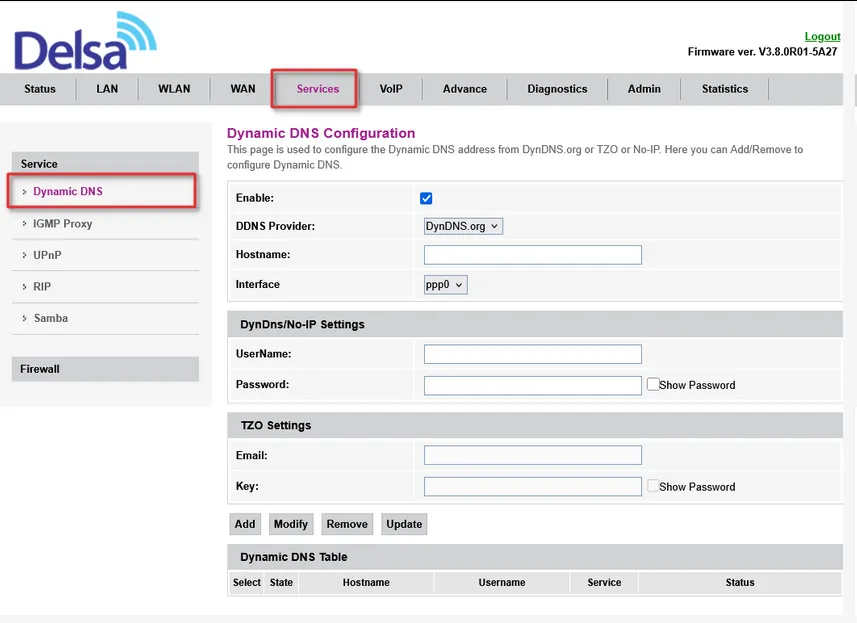 Delsa
Logout
Firmware ver. V3.8.0R01-5A27
Status LAN WLAN WAN Services VoIP Advance Diagnostics Admin Statistics
Service
Dynamic DNS
IGMP Proxy
UPnP
RIP
Samba
Firewall
Dynamic DNS Configuration
This page is used to configure the Dynamic DNS address from DynDNS.org or TZO or No-IP. Here you can Add/Remove to
configure Dynamic DNS.
Enable:
DDNS Provider: DynDNS.org
Hostname:
Interface ppp0
DynDns/No-IP Settings
UserName:
Password: Show Password
TZO Settings
Email:
Key: Show Password
Add Modify Remove Update
Dynamic DNS Table
Select State Hostname Username Service Status